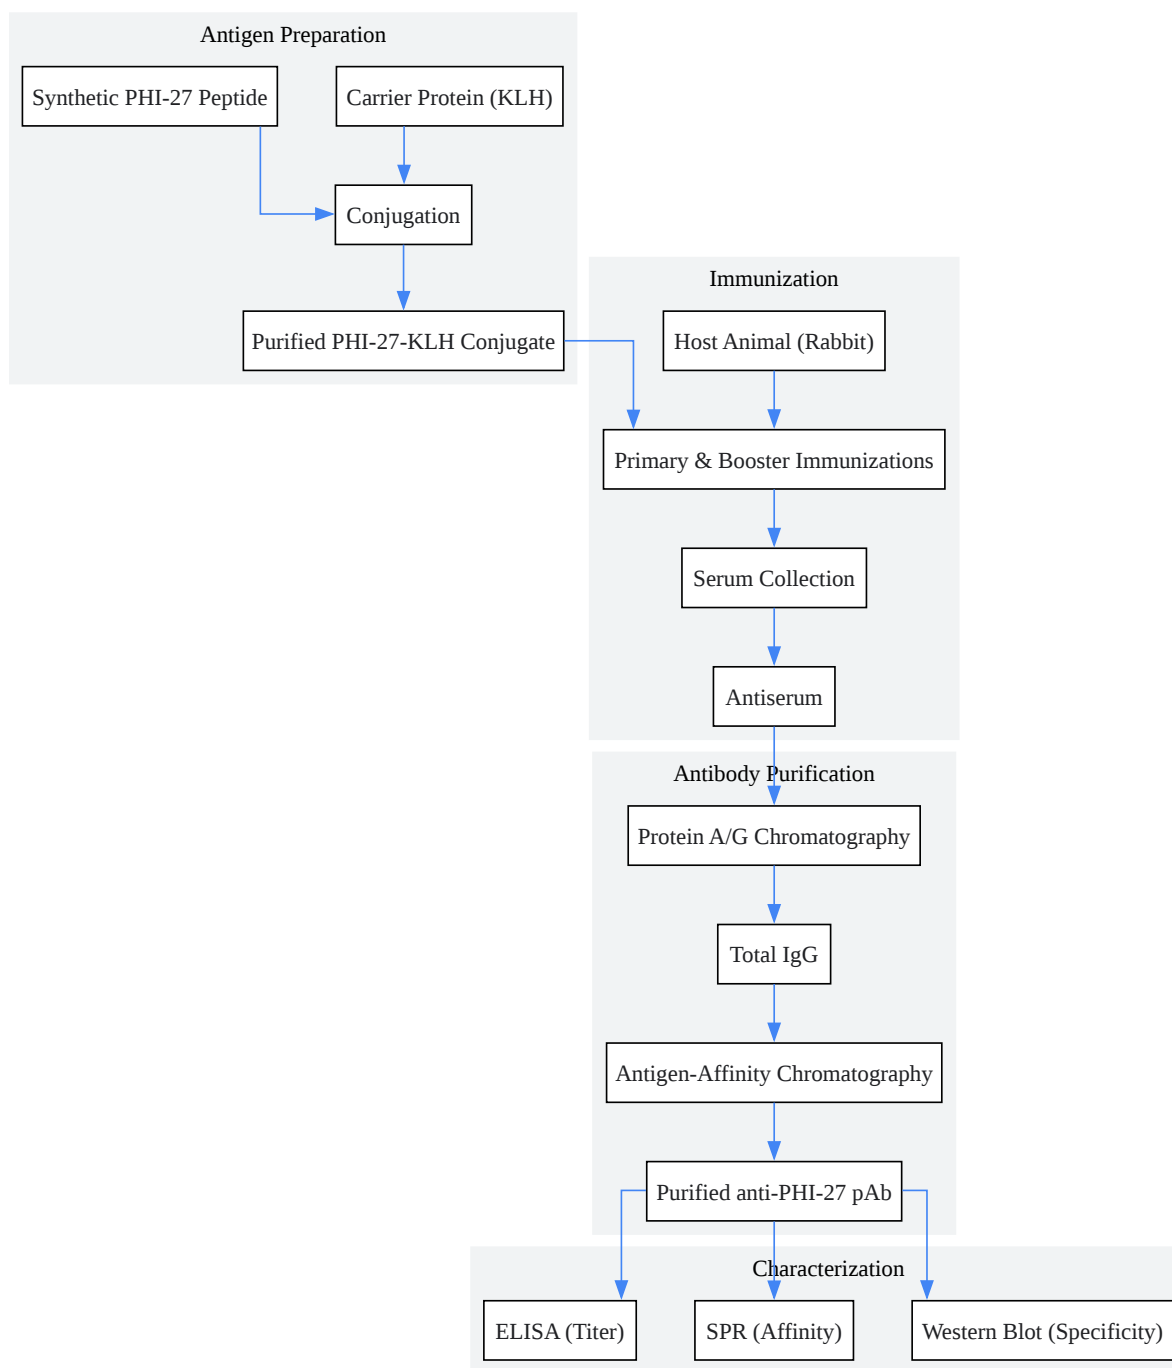 Antigen Preparation
Synthetic PHI-27 Peptide
Carrier Protein (KLH)
Conjugation
Purified PHI-27-KLH Conjugate
Immunization
Host Animal (Rabbit)
Primary & Booster Immunizations
Serum Collection
Antiserum
Antibody Purification
Protein A/G Chromatography
Total IgG
Antigen-Affinity Chromatography
Purified anti-PHI-27 pAb
Characterization
ELISA (Titer)
SPR (Affinity)
Western Blot (Specificity)